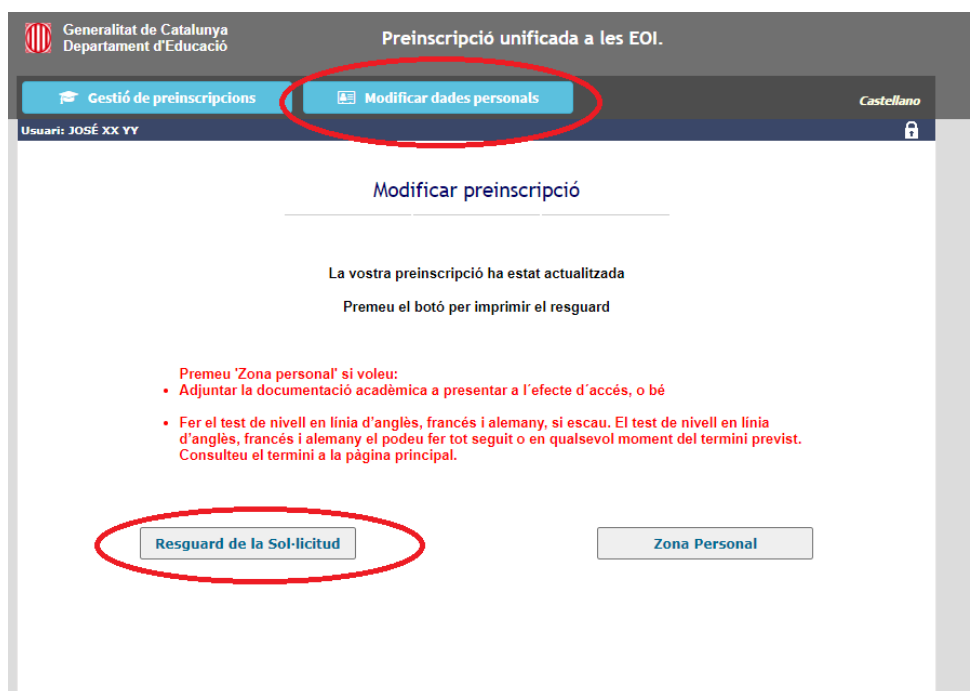 Generalitat de Catalunya
Departament d'Educació
Preinscripció unificada a les EOI.
Gestió de preinscripcions
Modificar dades personals
Castellano
Usuari: JOSÉ XX YY
Modificar preinscripció
La vostra preinscripció ha estat actualitzada
Premeu el botó per imprimir el resguard
Premeu 'Zona personal' si voleu:
• Adjuntar la documentació acadèmica a presentar a l´efecte d´accés, o bé
• Fer el test de nivell en línia d'anglès, francés i alemany, si escau. El test de nivell en línia
d'anglès, francés i alemany el podeu fer tot seguit o en qualsevol moment del termini previst.
Consulteu el termini a la pàgina principal.
Resguard de la Sol·licitud
Zona Personal